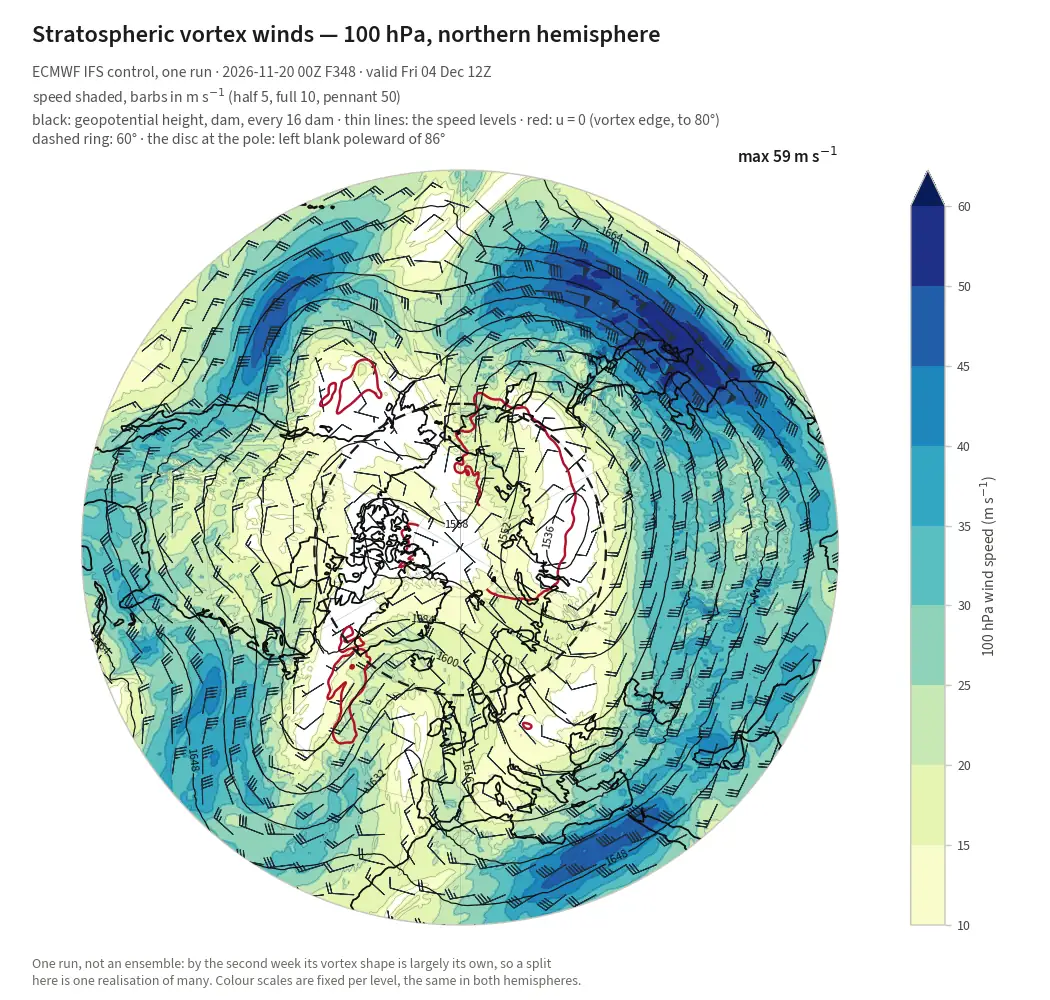 Stratospheric vortex winds — 100 hPa, northern hemisphere
ECMWF IFS control, one run · 2026-11-20 00Z F348 · valid Fri 04 Dec 12Z
speed shaded, barbs in m s⁻¹ (half 5, full 10, pennant 50)
black: geopotential height, dam, every 16 dam · thin lines: the speed levels · red: u = 0 (vortex edge, to 80°)
dashed ring: 60° · the disc at the pole: left blank poleward of 86°
max 59 m s⁻¹
1664
1568
1552
1536
1584
1600
1648
1632
1616
1648
60
50
45
40
35
30
25
20
15
10
100 hPa wind speed (m s⁻¹)
One run, not an ensemble: by the second week its vortex shape is largely its own, so a split
here is one realisation of many. Colour scales are fixed per level, the same in both hemispheres.